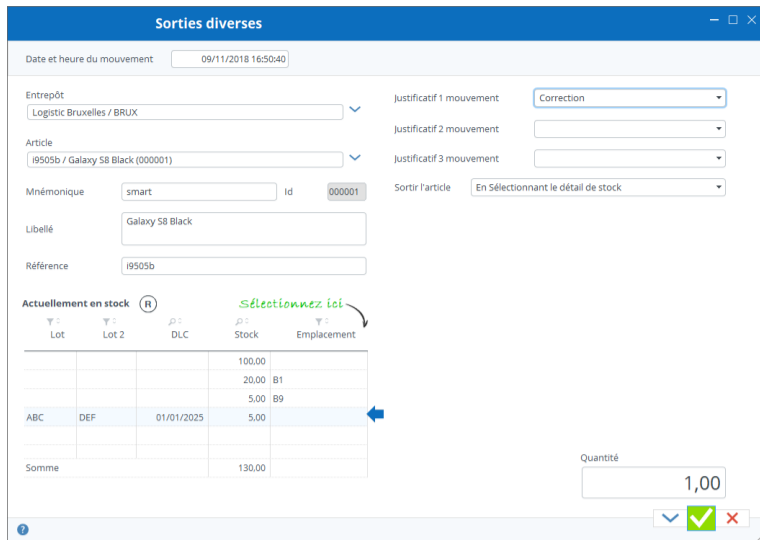 Sorties diverses
Date et heure du mouvement 09/11/2018 16:50:40
Entrepôt
Logistic Bruxelles / BRUX
Justificatif 1 mouvement Correction
Justificatif 2 mouvement
Article
i9505b / Galaxy S8 Black (000001)
Justificatif 3 mouvement
Mnémonique smart Id 000001
Sortir l'article En Sélectionnant le détail de stock
Libellé Galaxy S8 Black
Référence i9505b
Actuellement en stock R Sélectionnez ici
Lot Lot 2 DLC Stock Emplacement
100,00
20,00 B1
5,00 B9
ABC DEF 01/01/2025 5,00
Somme 130,00
Quantité
1,00
?